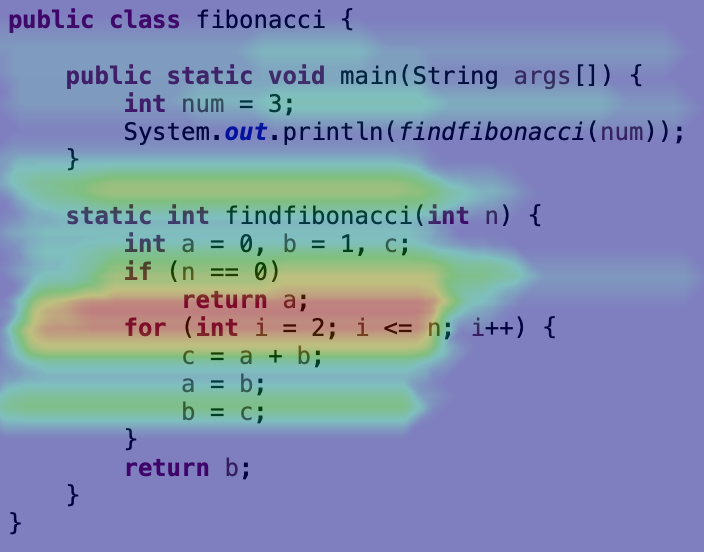 public class fibonacci {
    public static void main(String args[]) {
        int num = 3;
        System.out.println(findfibonacci(num));
    }
    static int findfibonacci(int n) {
        int a = 0, b = 1, c;
        if (n == 0)
            return a;
        for (int i = 2; i <= n; i++) {
            c = a + b;
            a = b;
            b = c;
        }
        return b;
    }
}